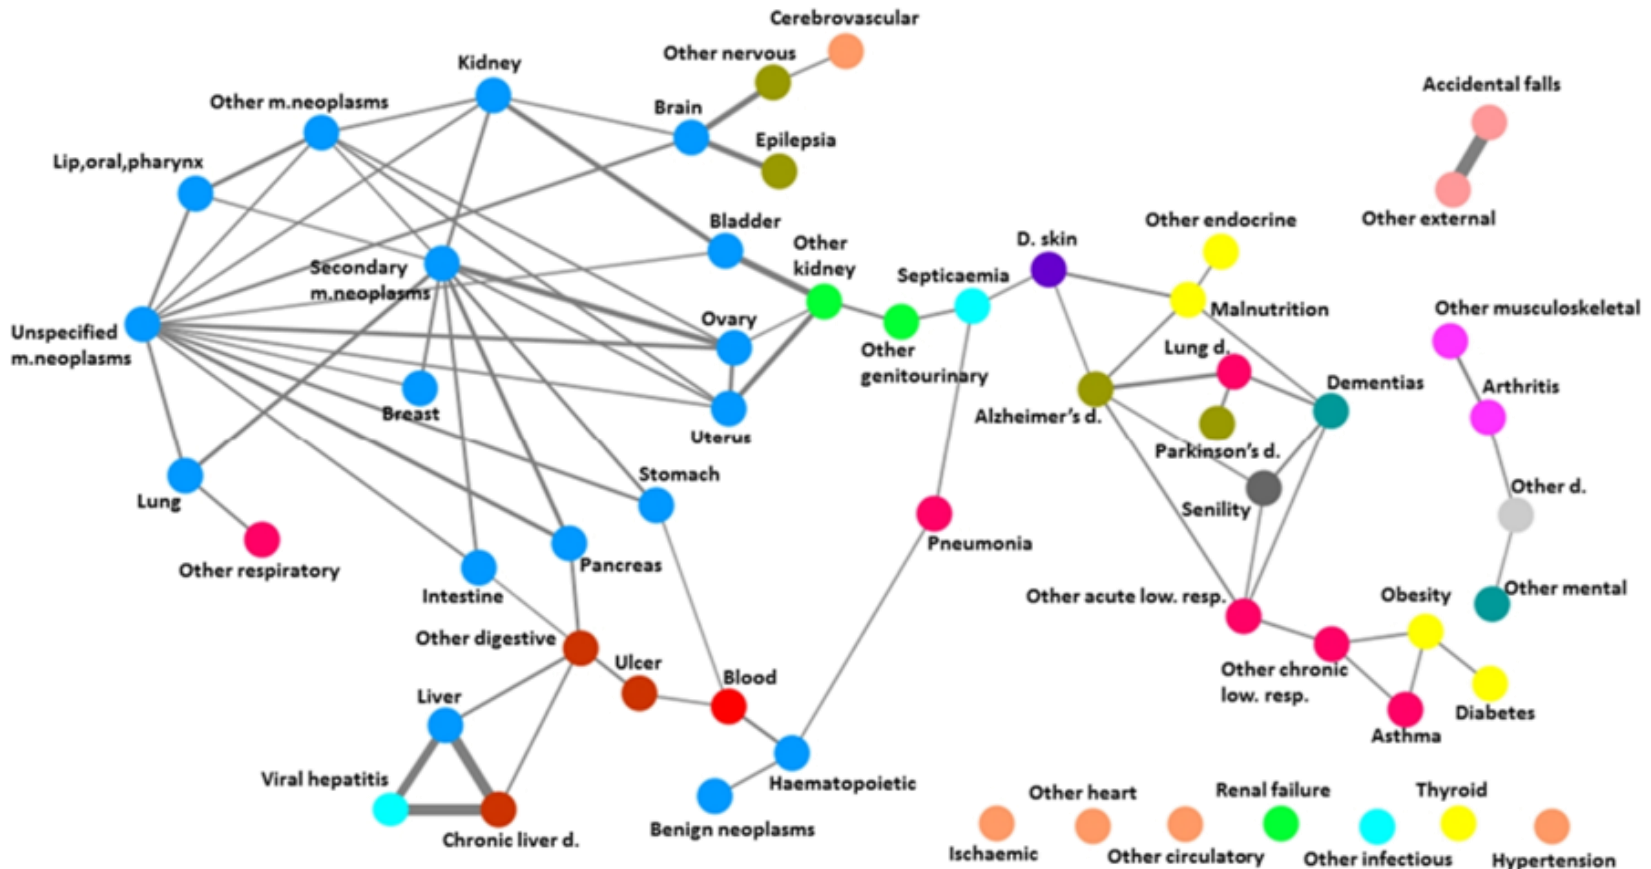 Cerebrovascular
Other nervous
Kidney
Accidental falls
Other m.neoplasms
Brain
Epilepsia
Lip,oral,pharynx
Other external
Bladder
Other endocrine
Other
kidney
D. skin
Septicaemia
Secondary
m.neoplasms
Malnutrition
Other musculoskeletal
Unspecified
m.neoplasms
Ovary
Other
genitourinary
Lung d.
Dementias
Arthritis
Breast
Uterus
Alzheimer's d.
Parkinson's d.
Stomach
Lung
Senility
Other d.
Pneumonia
Other respiratory
Pancreas
Intestine
Other acute low. resp.
Obesity
Other mental
Other digestive
Ulcer
Blood
Other chronic
low. resp.
Liver
Diabetes
Asthma
Viral hepatitis
Haematopoietic
Benign neoplasms
Chronic liver d.
Other heart
Renal failure
Thyroid
Ischaemic
Other circulatory
Other infectious
Hypertension